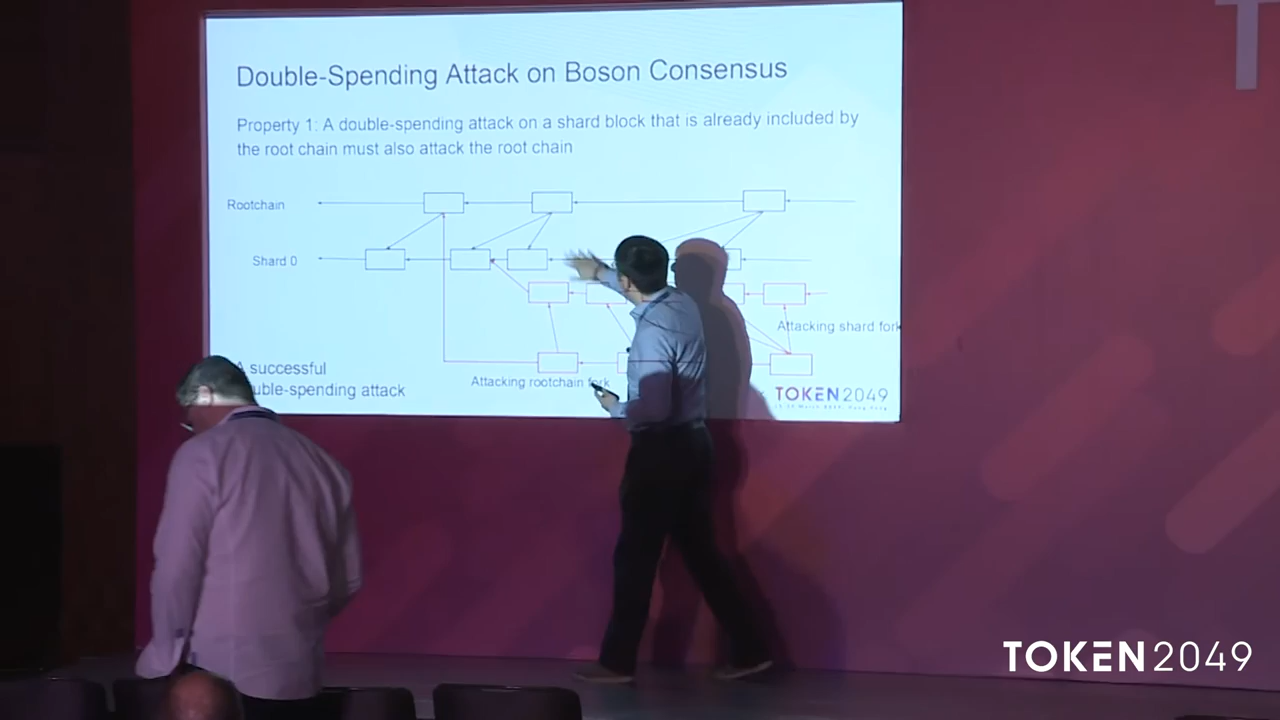 Double-Spending Attack on Boson Consensus
Property 1: A double-spending attack on a shard block that is already included by
the root chain must also attack the root chain
Rootchain
Shard 0
Attacking shard fork
A successful
uble-spending attack
Attacking rootchain fork
TOKEN2049
TOKEN2049
T